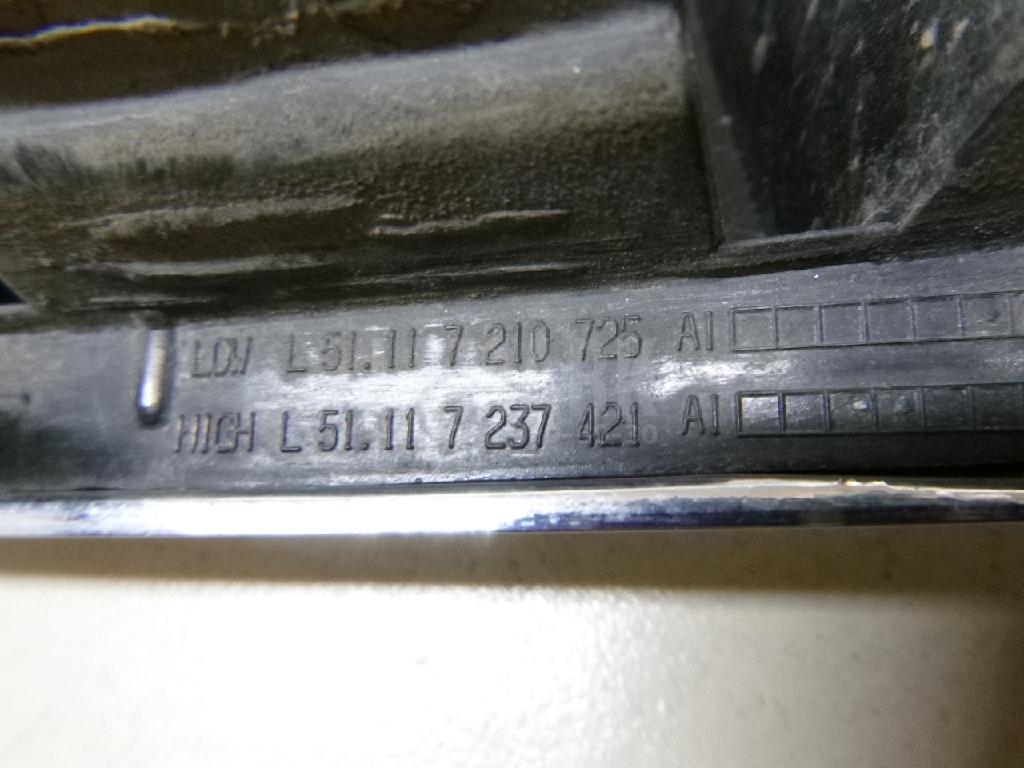 LOW L 51.11 7 210 725 A1
HIGH L 51.11 7 237 421 A1